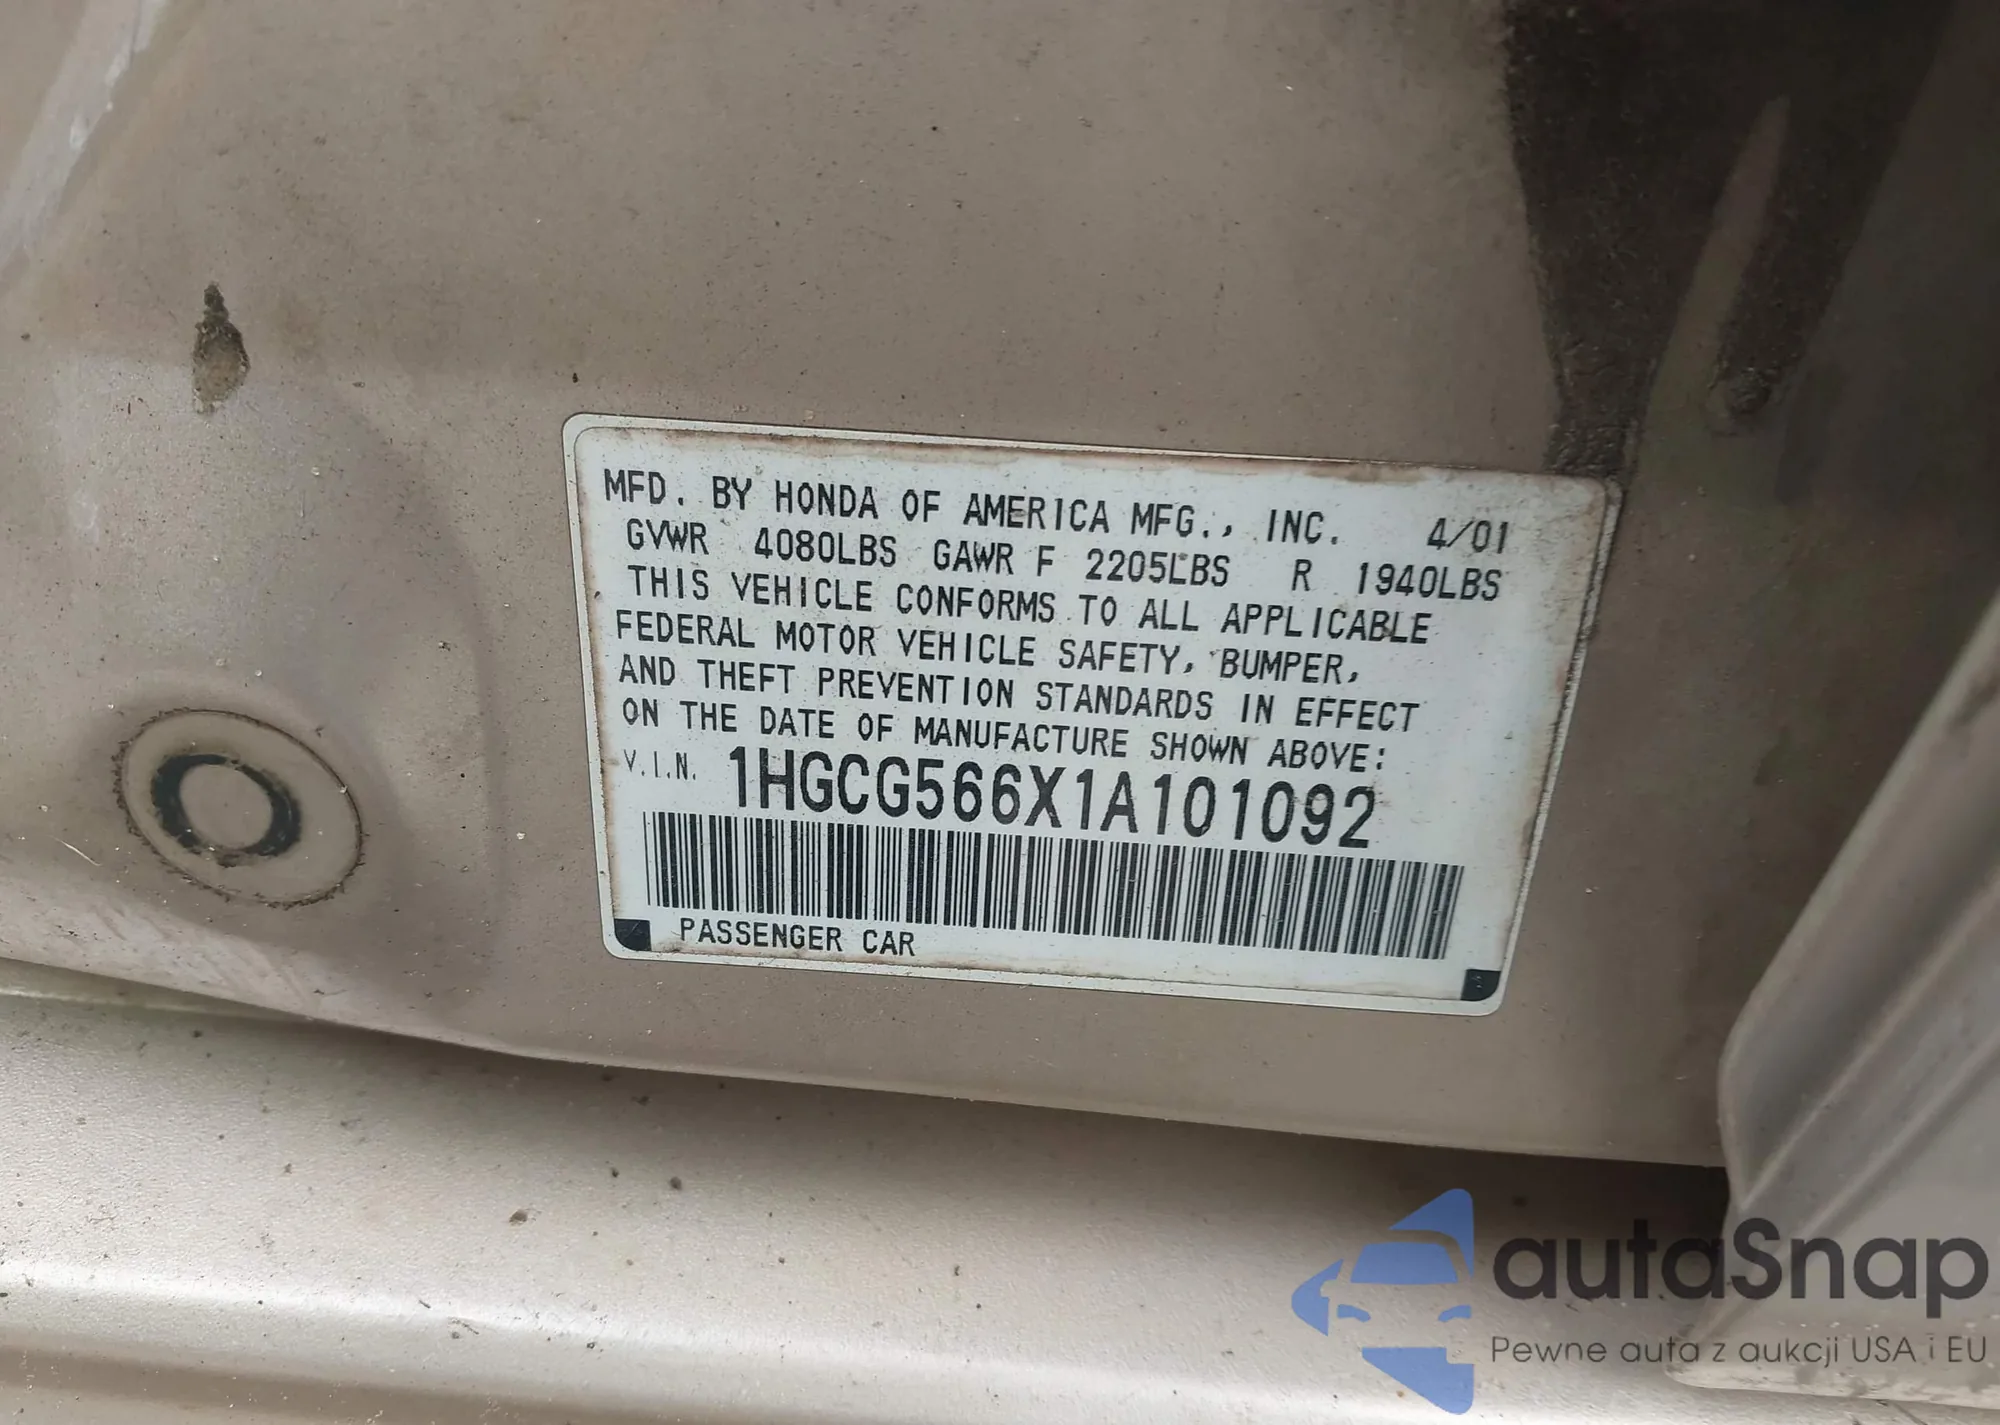 MFD. BY HONDA OF AMERICA MFG., INC. 4/01
GVWR 4080LBS GAWR F 2205LBS R 1940LBS
THIS VEHICLE CONFORMS TO ALL APPLICABLE
FEDERAL MOTOR VEHICLE SAFETY, BUMPER,
AND THEFT PREVENTION STANDARDS IN EFFECT
ON THE DATE OF MANUFACTURE SHOWN ABOVE:
V.I.N. 1HGCG566X1A101092
PASSENGER CAR
autaSnap
Pewne auta z aukcji USA i EU